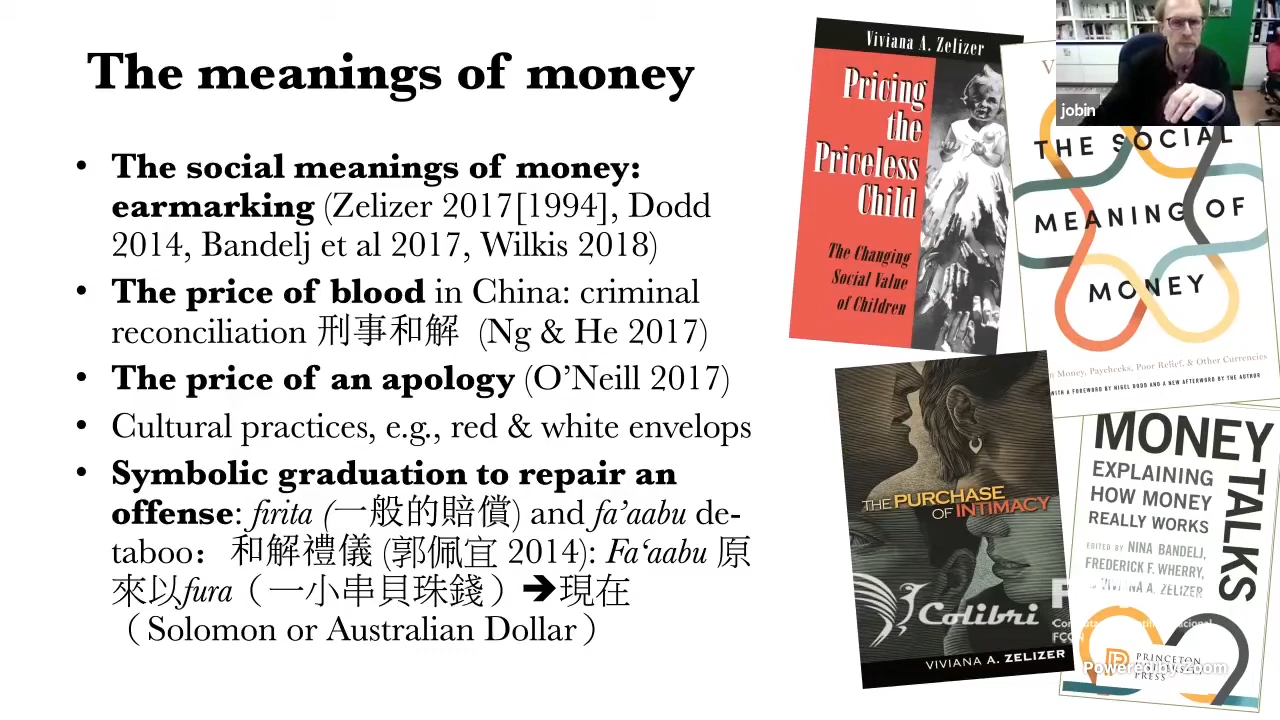 The meanings of money
• The social meanings of money:
earmarking (Zelizer 2017[1994], Dodd
2014, Bandelj et al 2017, Wilkis 2018)
• The price of blood in China: criminal
reconciliation 刑事和解 (Ng & He 2017)
• The price of an apology (O’Neill 2017)
• Cultural practices, e.g., red & white envelops
• Symbolic graduation to repair an
offense: firita (一般的賠償) and fa’aabu de-
taboo：和解禮儀 (郭佩宜 2014): Fa‘aabu 原
來以fura（一小串貝珠錢）➔現在
（Solomon or Australian Dollar）
Viviana A. Zelizer
Pricing
the
Priceless
Child
The Changing
Social Value
of Children
jobin
THE SOCIAL
MEANING OF
MONEY
Money, Paychecks, Poor Relief, & Other Currencies
WITH A FOREWORD BY NIGEL DODD AND A NEW AFTERWORD BY THE AUTHOR
THE PURCHASE
OF INTIMACY
Colibri
VIVIANA A. ZELIZER
MONEY
TALKS
EXPLAINING
HOW MONEY
REALLY WORKS
EDITED BY NINA BANDELJ,
FREDERICK F. WHERRY,
VIVIANA A. ZELIZER
FCCN
PRINCETON
PRESS
Powered by Zoom